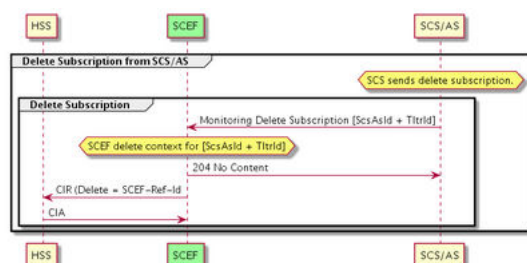 HSS SCEF SCS/AS
Delete Subscription from SCS/AS
SCS sends delete subscription.
Delete Subscription
Monitoring Delete Subscription [ScsAsId + TltrId]
SCEF delete context for [ScsAsId + TltrId]
204 No Content
CIR (Delete = SCEF-Ref-Id
CIA
HSS SCEF SCS/AS